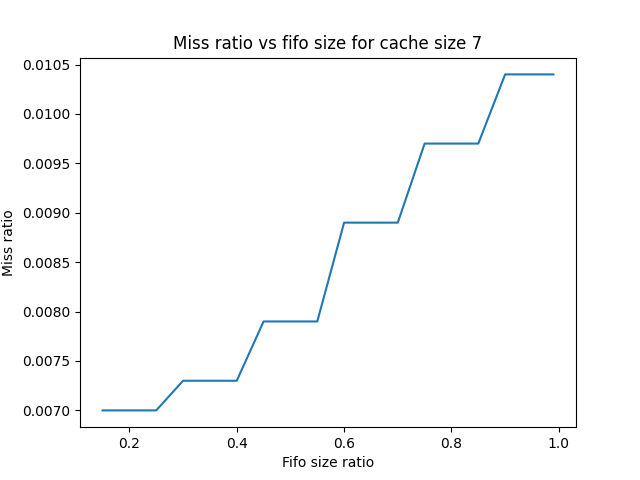 Miss ratio vs fifo size for cache size 7
0.0105
0.0100
0.0095
0.0090
0.0085
0.0080
0.0075
0.0070
Miss ratio
0.2 0.4 0.6 0.8 1.0
Fifo size ratio